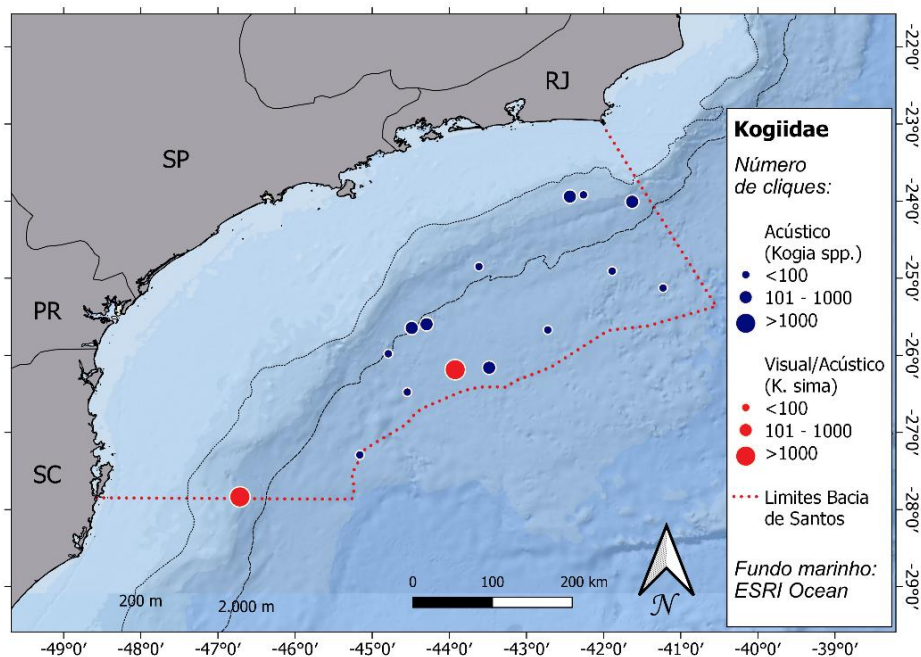 RJ
SP
PR
SC
200 m
2.000 m
0 100 200 km
N
Kogiidae
Número
de cliques:
Acústico
(Kogia spp.)
<100
101 - 1000
>1000
Visual/Acústico
(K. sima)
<100
101 - 1000
>1000
Limites Bacia
de Santos
Fundo marinho:
ESRI Ocean
-22°0'
-23°0'
-24°0'
-25°0'
-26°0'
-27°0'
-28°0'
-29°0'
-49°0' -48°0' -47°0' -46°0' -45°0' -44°0' -43°0' -42°0' -41°0' -40°0' -39°0'